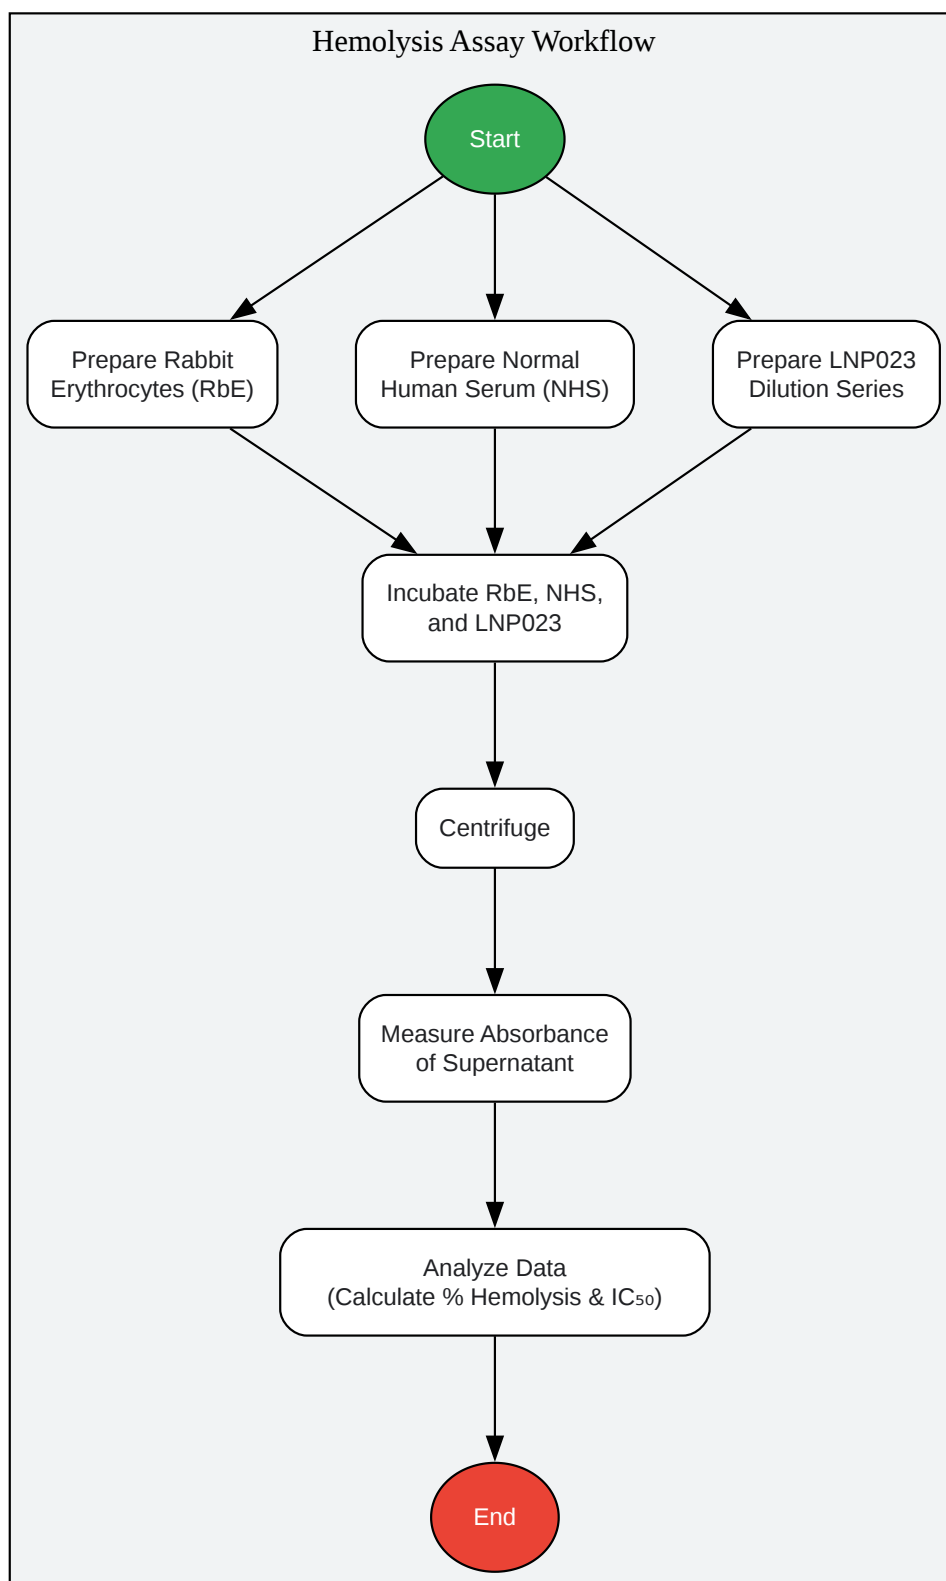 Hemolysis Assay Workflow
Start
Prepare Rabbit
Erythrocytes (RbE)
Prepare Normal
Human Serum (NHS)
Prepare LNP023
Dilution Series
Incubate RbE, NHS,
and LNP023
Centrifuge
Measure Absorbance
of Supernatant
Analyze Data
(Calculate % Hemolysis & IC₅₀)
End